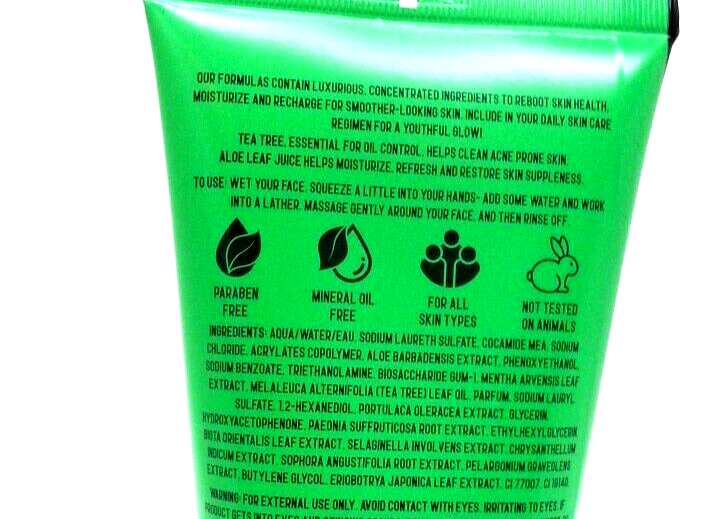 OUR FORMULAS CONTAIN LUXURIOUS, CONCENTRATED INGREDIENTS TO REBOOT SKIN HEALTH,
MOISTURIZE AND RECHARGE FOR SMOOTHER-LOOKING SKIN. INCLUDE IN YOUR DAILY SKIN CARE
REGIMEN FOR A YOUTHFUL GLOW!
TEA TREE, ESSENTIAL FOR OIL CONTROL, HELPS CLEAN ACNE PRONE SKIN.
ALOE LEAF JUICE HELPS MOISTURIZE, REFRESH AND RESTORE SKIN SUPPLENESS.
TO USE: WET YOUR FACE, SQUEEZE A LITTLE INTO YOUR HANDS- ADD SOME WATER AND WORK
INTO A LATHER, MASSAGE GENTLY AROUND YOUR FACE, AND THEN RINSE OFF.
PARABEN
FREE
MINERAL OIL
FREE
FOR ALL
SKIN TYPES
NOT TESTED
ON ANIMALS
INGREDIENTS: AQUA/WATER/EAU, SODIUM LAURETH SULFATE, COCAMIDE MEA, SODIUM
CHLORIDE, ACRYLATES COPOLYMER, ALOE BARBADENSIS EXTRACT, PHENOXYETHANOL,
SODIUM BENZOATE, TRIETHANOLAMINE, BIOSACCHARIDE GUM-1, MENTHA ARVENSIS LEAF
EXTRACT, MELALEUCA ALTERNIFOLIA (TEA TREE) LEAF OIL, PARFUM, SODIUM LAURYL
SULFATE, 1,2-HEXANEDIOL, PORTULACA OLERACEA EXTRACT, GLYCERIN,
HYDROXYACETOPHENONE, PAEONIA SUFFRUTICOSA ROOT EXTRACT, ETHYLHEXYLGLYCERIN,
BIOTA ORIENTALIS LEAF EXTRACT, SELAGINELLA INVOLVENS EXTRACT, CHRYSANTHELLUM
INDICUM EXTRACT, SOPHORA ANGUSTIFOLIA ROOT EXTRACT, PELARGONIUM GRAVEOLENS
EXTRACT, BUTYLENE GLYCOL, ERIOBOTRYA JAPONICA LEAF EXTRACT, CI 77007, CI 19140.
WARNING: FOR EXTERNAL USE ONLY. AVOID CONTACT WITH EYES. IRRITATING TO EYES. IF
PRODUCT GETS INTO EYES AND